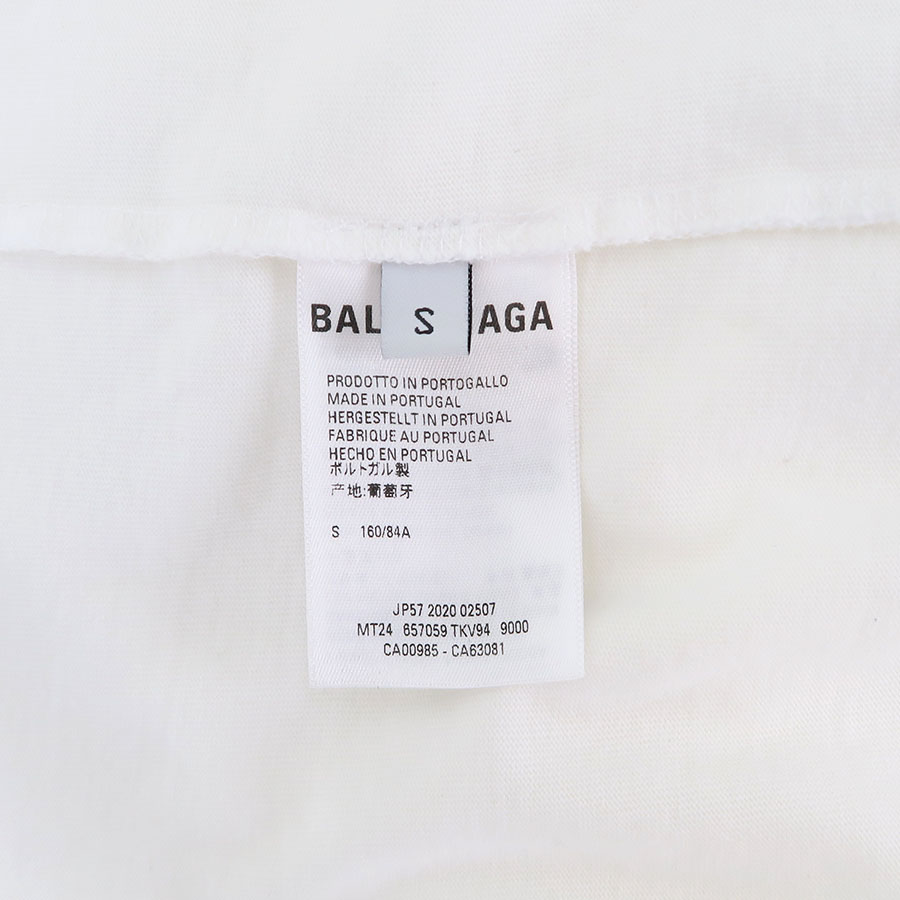 BAL S AGA
PRODOTTO IN PORTOGALLO
MADE IN PORTUGAL
HERGESTELLT IN PORTUGAL
FABRIQUE AU PORTUGAL
HECHO EN PORTUGAL
ポルトガル製
产地:葡萄牙
S 160/84A
JP57 2020 02507
MT24 657059 TKV94 9000
CA00985 - CA63081